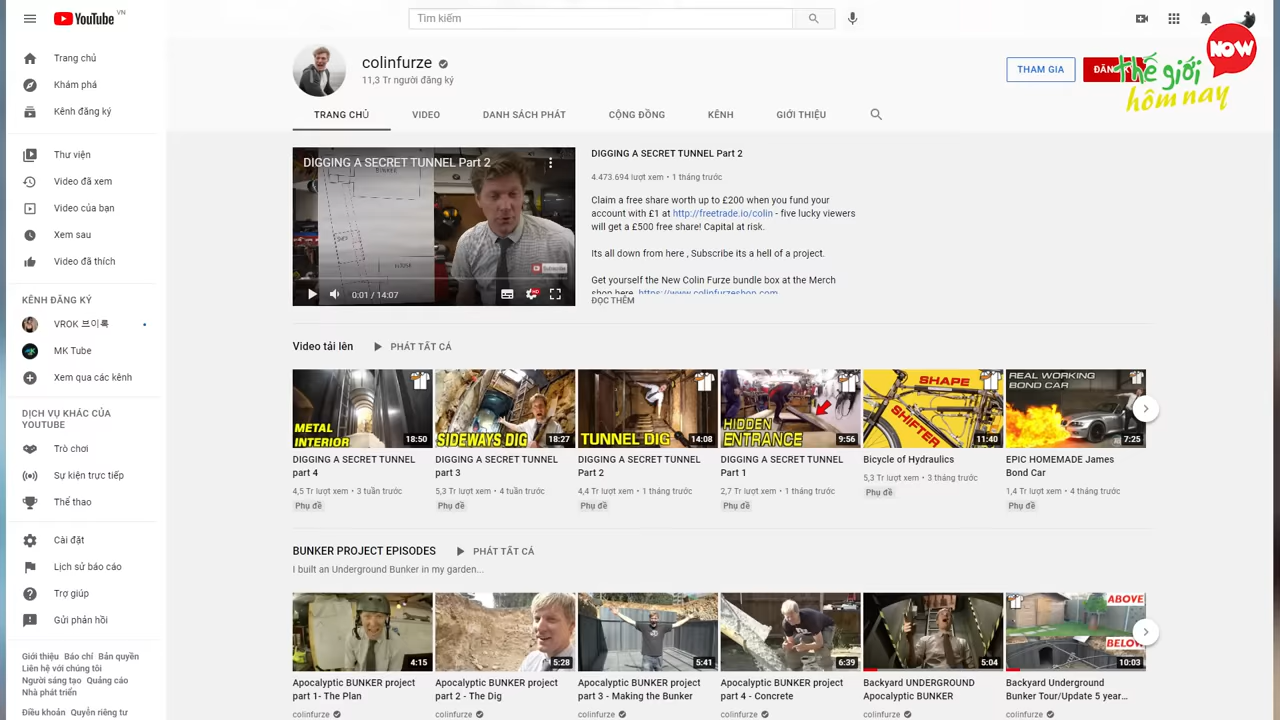 YouTube VN
Tìm kiếm
NOW
thế giới
hôm nay
Trang chủ
Khám phá
Kênh đăng ký
Thư viện
Video đã xem
Video của bạn
Xem sau
Video đã thích
KÊNH ĐĂNG KÝ
VROK 브이록
MK Tube
Xem qua các kênh
DỊCH VỤ KHÁC CỦA
YOUTUBE
Trò chơi
Sự kiện trực tiếp
Thể thao
Cài đặt
Lịch sử báo cáo
Trợ giúp
Gửi phản hồi
Giới thiệu Báo chí Bản quyền
Liên hệ với chúng tôi
Người sáng tạo Quảng cáo
Nhà phát triển
Điều khoản Quyền riêng tư
colinfurze
11,3 Tr người đăng ký
THAM GIA
TRANG CHỦ VIDEO DANH SÁCH PHÁT CỘNG ĐỒNG KÊNH GIỚI THIỆU
DIGGING A SECRET TUNNEL Part 2
BUNKER
HOUSE
Subscribe
0:01 / 14:07
DIGGING A SECRET TUNNEL Part 2
4.473.694 lượt xem • 1 tháng trước
Claim a free share worth up to £200 when you fund your
account with £1 at http://freetrade.io/colin - five lucky viewers
will get a £500 free share! Capital at risk.
Its all down from here , Subscribe its a hell of a project.
Get yourself the New Colin Furze bundle box at the Merch
shop here https://www.colinfurzeshop.com
ĐỌC THÊM
Video tải lên PHÁT TẤT CẢ
METAL
INTERIOR
18:50
DIGGING A SECRET TUNNEL
part 4
4,5 Tr lượt xem • 3 tuần trước
Phụ đề
SIDEWAYS DIG
18:27
DIGGING A SECRET TUNNEL
part 3
5,3 Tr lượt xem • 4 tuần trước
Phụ đề
TUNNEL DIG
14:08
DIGGING A SECRET TUNNEL
Part 2
4,4 Tr lượt xem • 1 tháng trước
Phụ đề
HIDDEN
ENTRANCE
9:56
DIGGING A SECRET TUNNEL
Part 1
2,7 Tr lượt xem • 1 tháng trước
Phụ đề
SHAPE
SHIFTER
11:40
Bicycle of Hydraulics
5,3 Tr lượt xem • 3 tháng trước
Phụ đề
REAL WORKING
BOND CAR
7:25
EPIC HOMEMADE James
Bond Car
1,4 Tr lượt xem • 4 tháng trước
Phụ đề
BUNKER PROJECT EPISODES PHÁT TẤT CẢ
I built an Underground Bunker in my garden...
4:15
Apocalyptic BUNKER project
part 1- The Plan
colinfurze
5:28
Apocalyptic BUNKER project
part 2 - The Dig
colinfurze
5:41
Apocalyptic BUNKER project
part 3 - Making the Bunker
colinfurze
6:39
Apocalyptic BUNKER project
part 4 - Concrete
colinfurze
5:04
Backyard UNDERGROUND
Apocalyptic BUNKER
colinfurze
ABOVE
BELOW
10:03
Backyard Underground
Bunker Tour/Update 5 year...
colinfurze